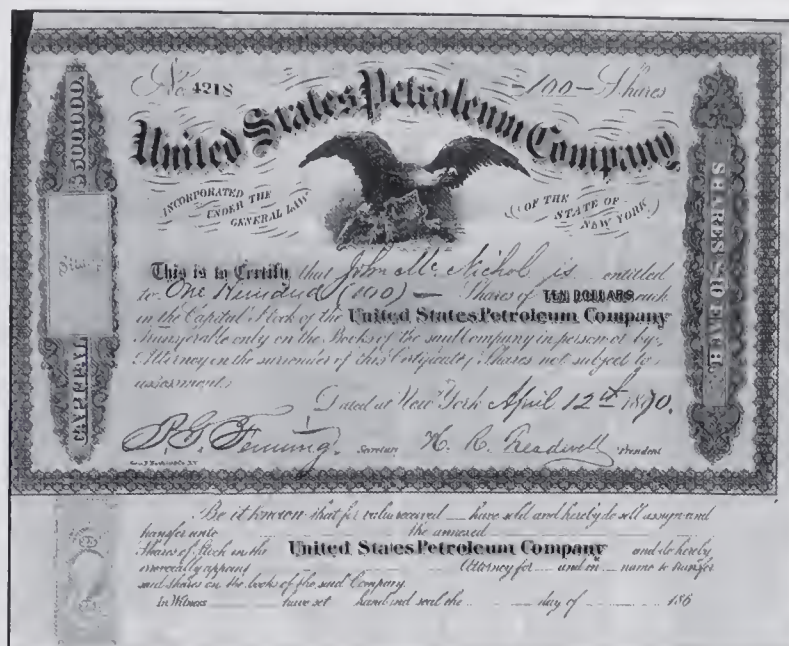 No. 4218 -100- Shares
United States Petroleum Company
INCORPORATED UNDER THE GENERAL LAW
OF THE STATE OF NEW YORK
CAPITAL
Stamp
SHARES
This is to Certify that John Mc Nichol is entitled
to One Hundred (100) — Shares of TEN DOLLARS each
in the Capital Stock of the United States Petroleum Company
transferable only on the Books of the said Company in person or by
Attorney on the surrender of this Certificate, Shares not subject to
assessment,
Dated at New York April 12th 1870.
Secretary President
Be it known that for value received have sold and hereby do sell assign and
transfer unto the annexed
Shares of Stock in the United States Petroleum Company and do hereby
irrevocably appoint Attorney for and in name to transfer
said shares on the books of the said Company
In Witness have set hand and seal the day of 186